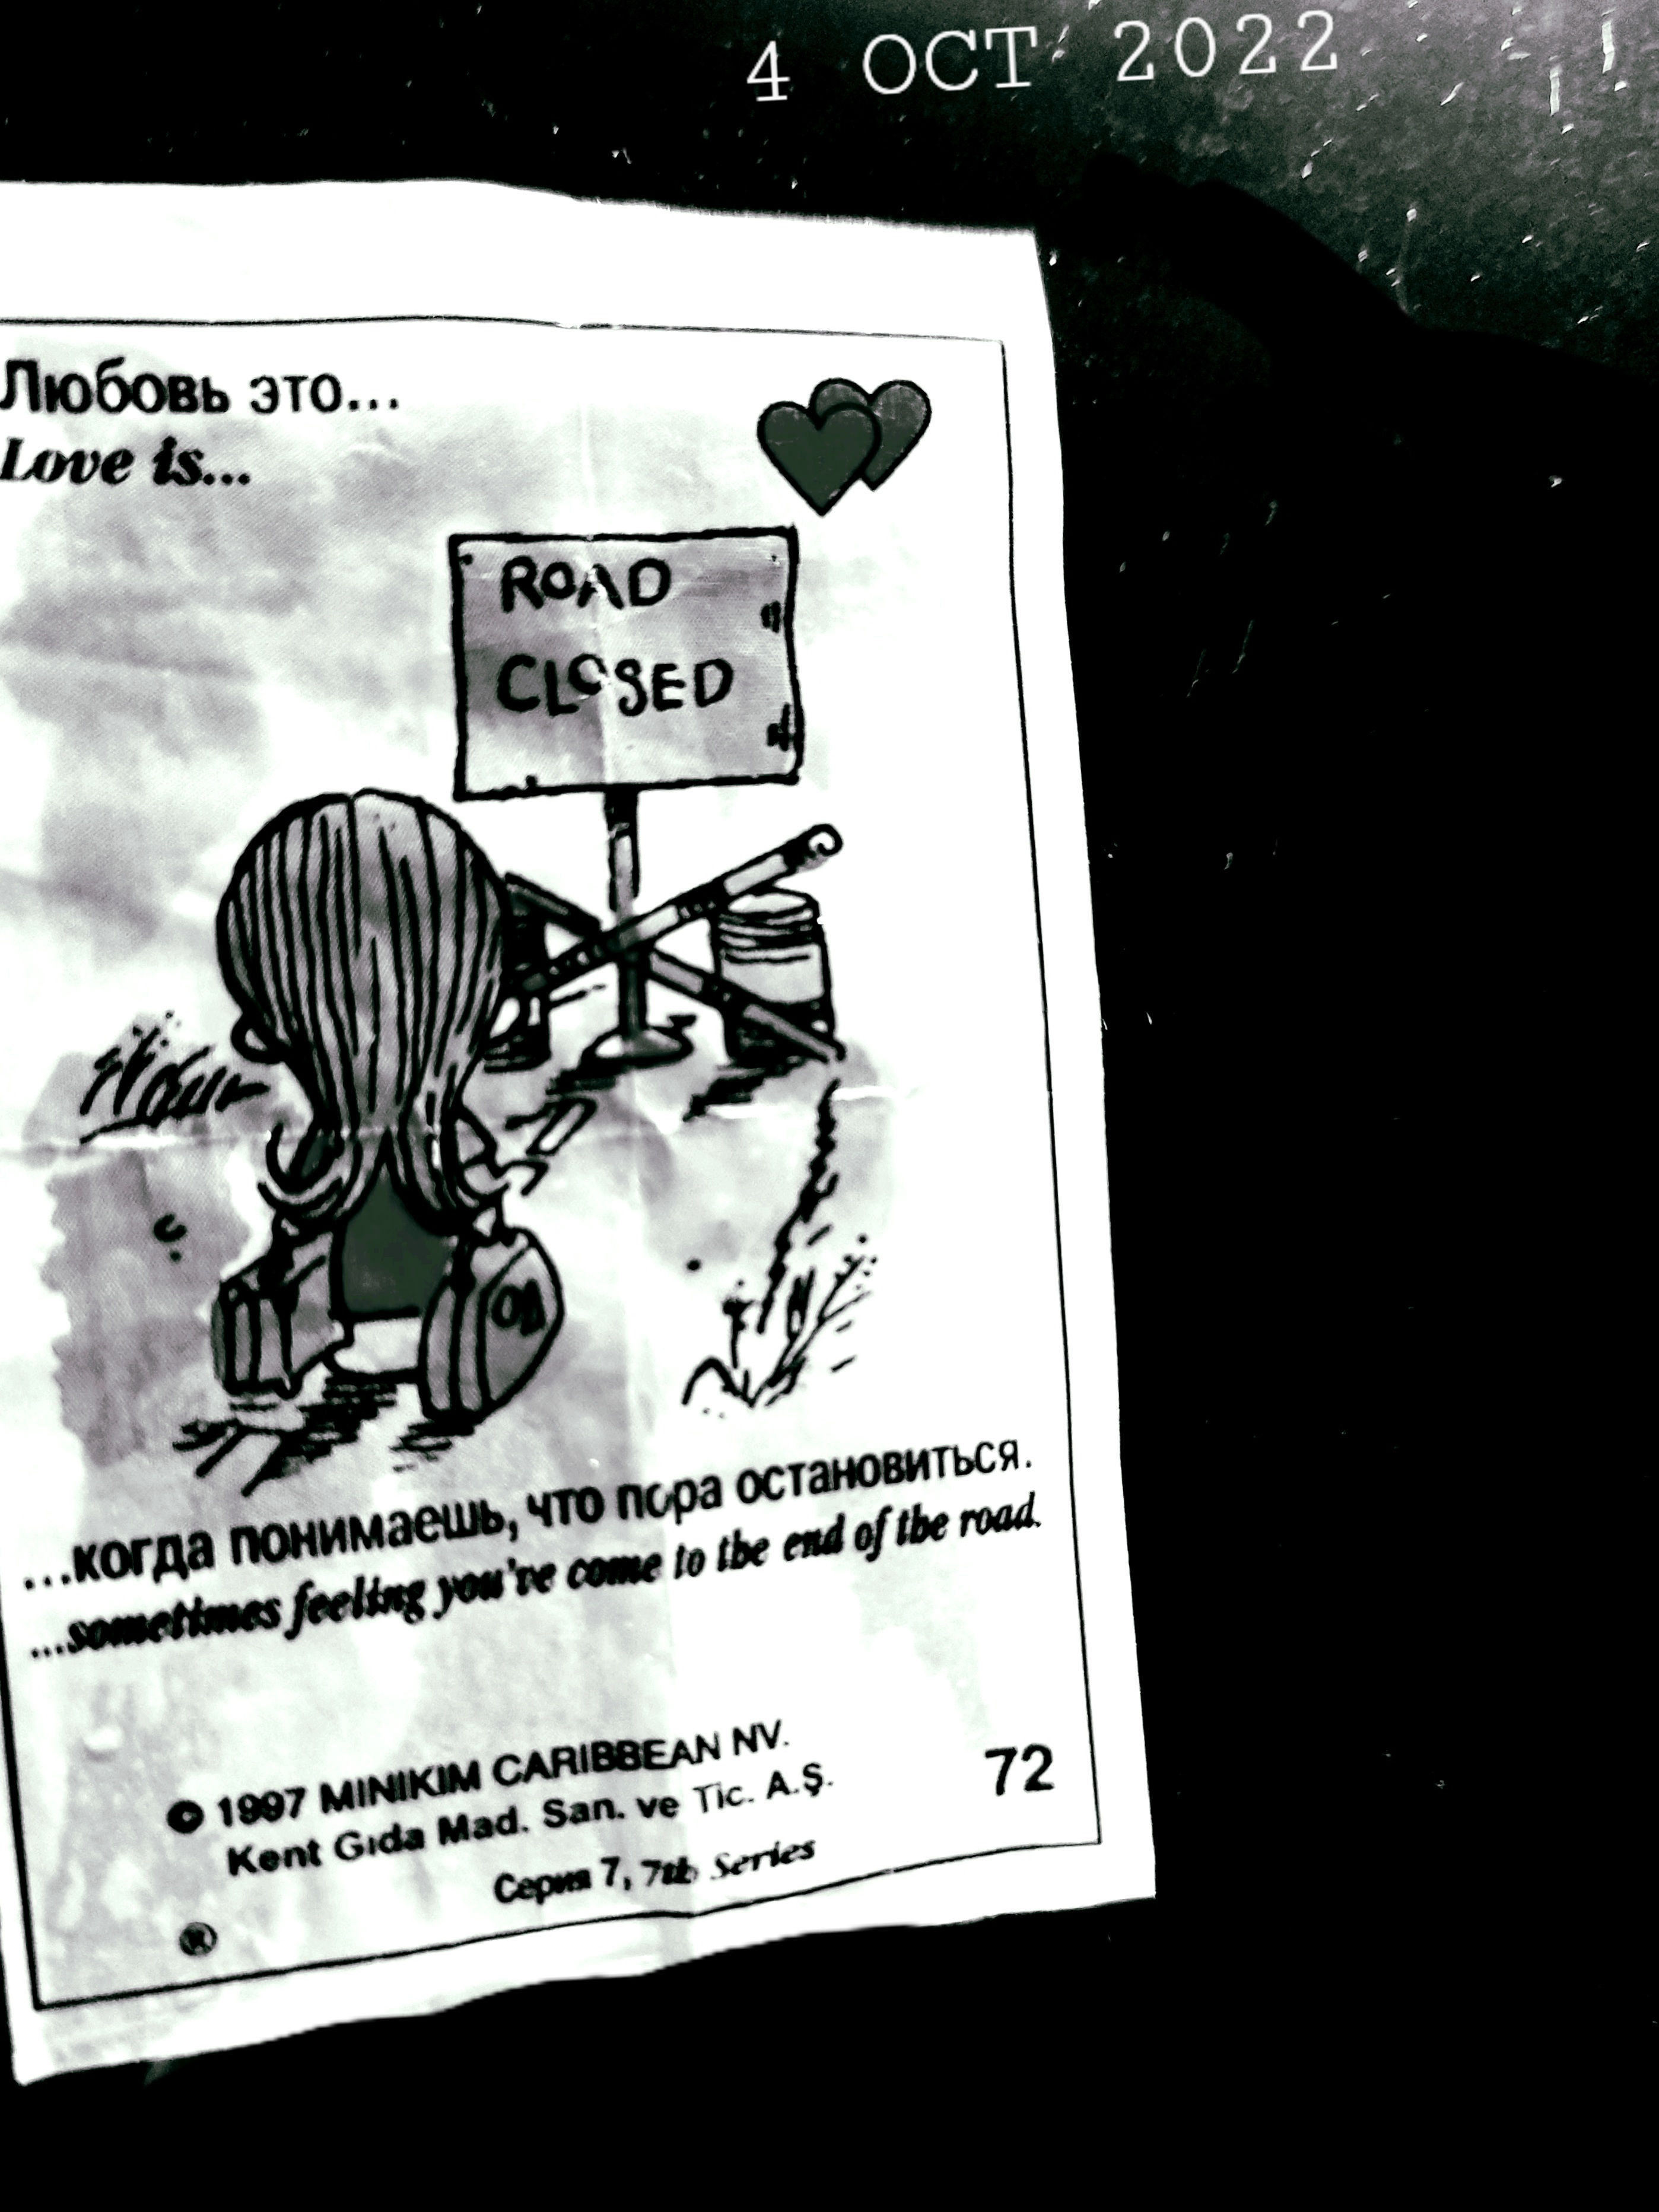 4 OCT 2022
Любовь это...
Love is...
ROAD
CLOSED
...когда понимаешь, что пора остановиться.
...sometimes feeling you've come to the end of the road.
© 1997 MINIKIM CARIBBEAN NV.
Kent Gıda Mad. San. ve Tic. A.Ş.
72
Серия 7, 7th Series
®